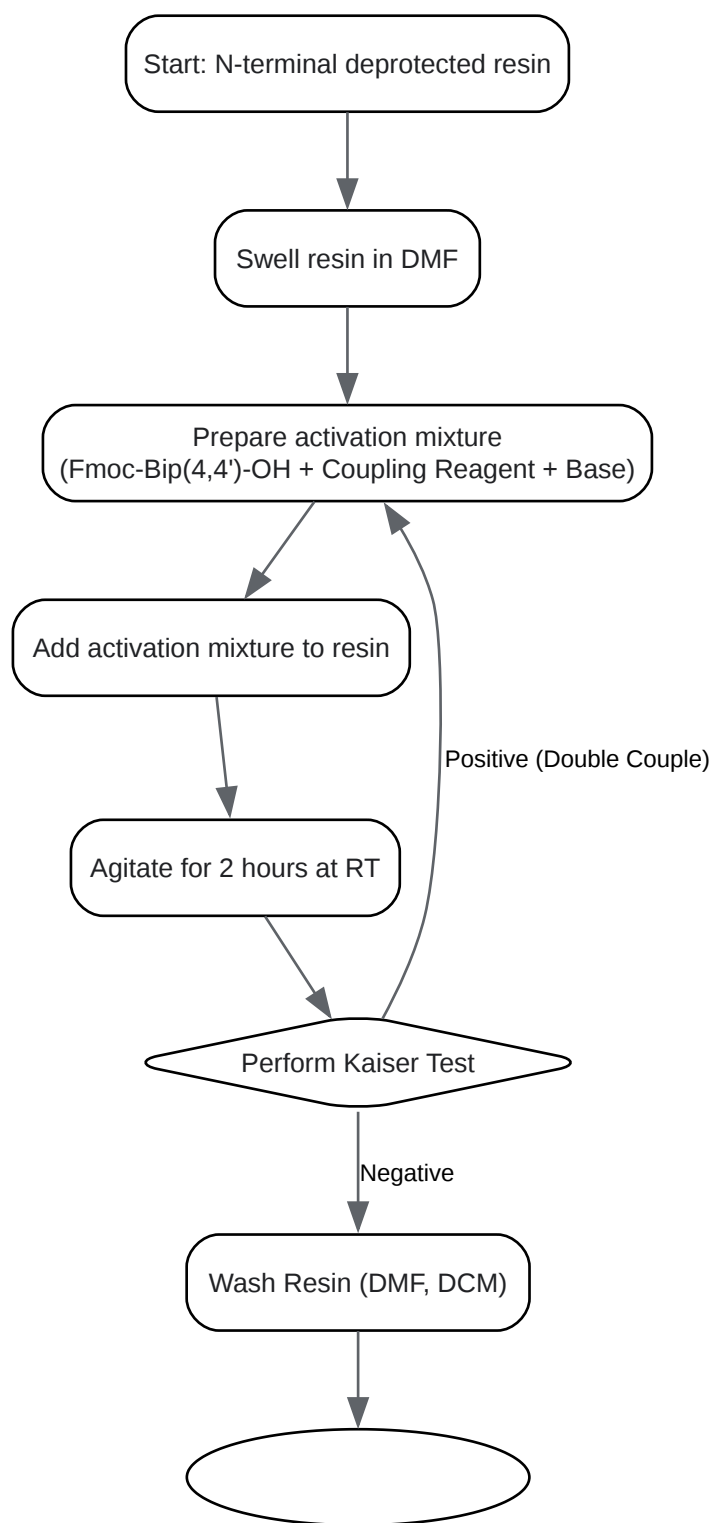 Start: N-terminal deprotected resin
Swell resin in DMF
Prepare activation mixture
(Fmoc-Bip(4,4')-OH + Coupling Reagent + Base)
Add activation mixture to resin
Positive (Double Couple)
Agitate for 2 hours at RT
Perform Kaiser Test
Negative
Wash Resin (DMF, DCM)